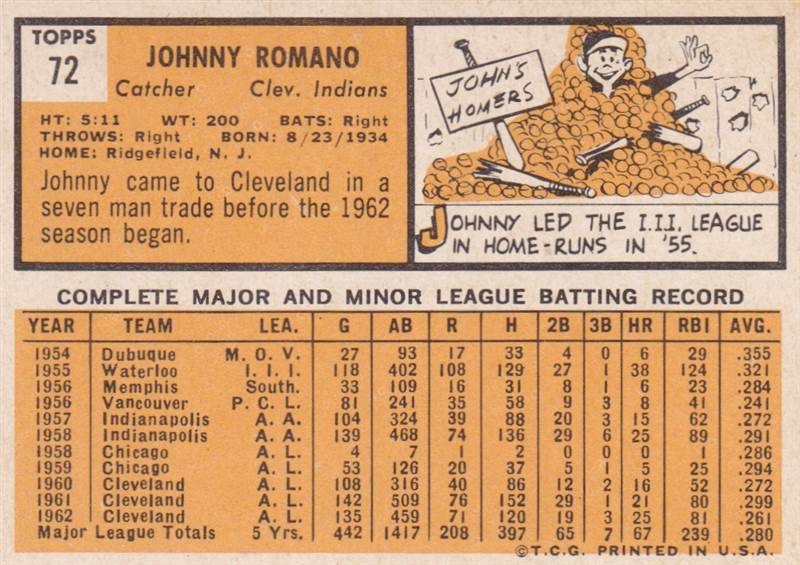 TOPPS
72
JOHNNY ROMANO
Catcher Clev. Indians
HT: 5:11 WT: 200 BATS: Right
THROWS: Right BORN: 8/23/1934
HOME: Ridgefield, N. J.
Johnny came to Cleveland in a
seven man trade before the 1962
season began.
JOHN'S
HOMERS
JOHNNY LED THE I.I.I. LEAGUE
IN HOME-RUNS IN '55.
COMPLETE MAJOR AND MINOR LEAGUE BATTING RECORD
YEAR TEAM LEA. G AB R H 2B 3B HR RBI AVG.
1954 Dubuque M. O. V. 27 93 17 33 4 0 6 29 .355
1955 Waterloo I. I. I. 118 402 108 129 27 1 38 124 .321
1956 Memphis South. 33 109 16 31 8 1 6 23 .284
1956 Vancouver P. C. L. 81 241 35 58 9 3 8 41 .241
1957 Indianapolis A. A. 104 324 39 88 20 3 15 62 .272
1958 Indianapolis A. A. 139 468 74 136 29 6 25 89 .291
1958 Chicago A. L. 4 7 1 2 0 0 0 1 .286
1959 Chicago A. L. 53 126 20 37 5 1 5 25 .294
1960 Cleveland A. L. 108 316 40 86 12 2 16 52 .272
1961 Cleveland A. L. 142 509 76 152 29 1 21 80 .299
1962 Cleveland A. L. 135 459 71 120 19 3 25 81 .261
Major League Totals 5 Yrs. 442 1417 208 397 65 7 67 239 .280
©T.C.G. PRINTED IN U.S.A.